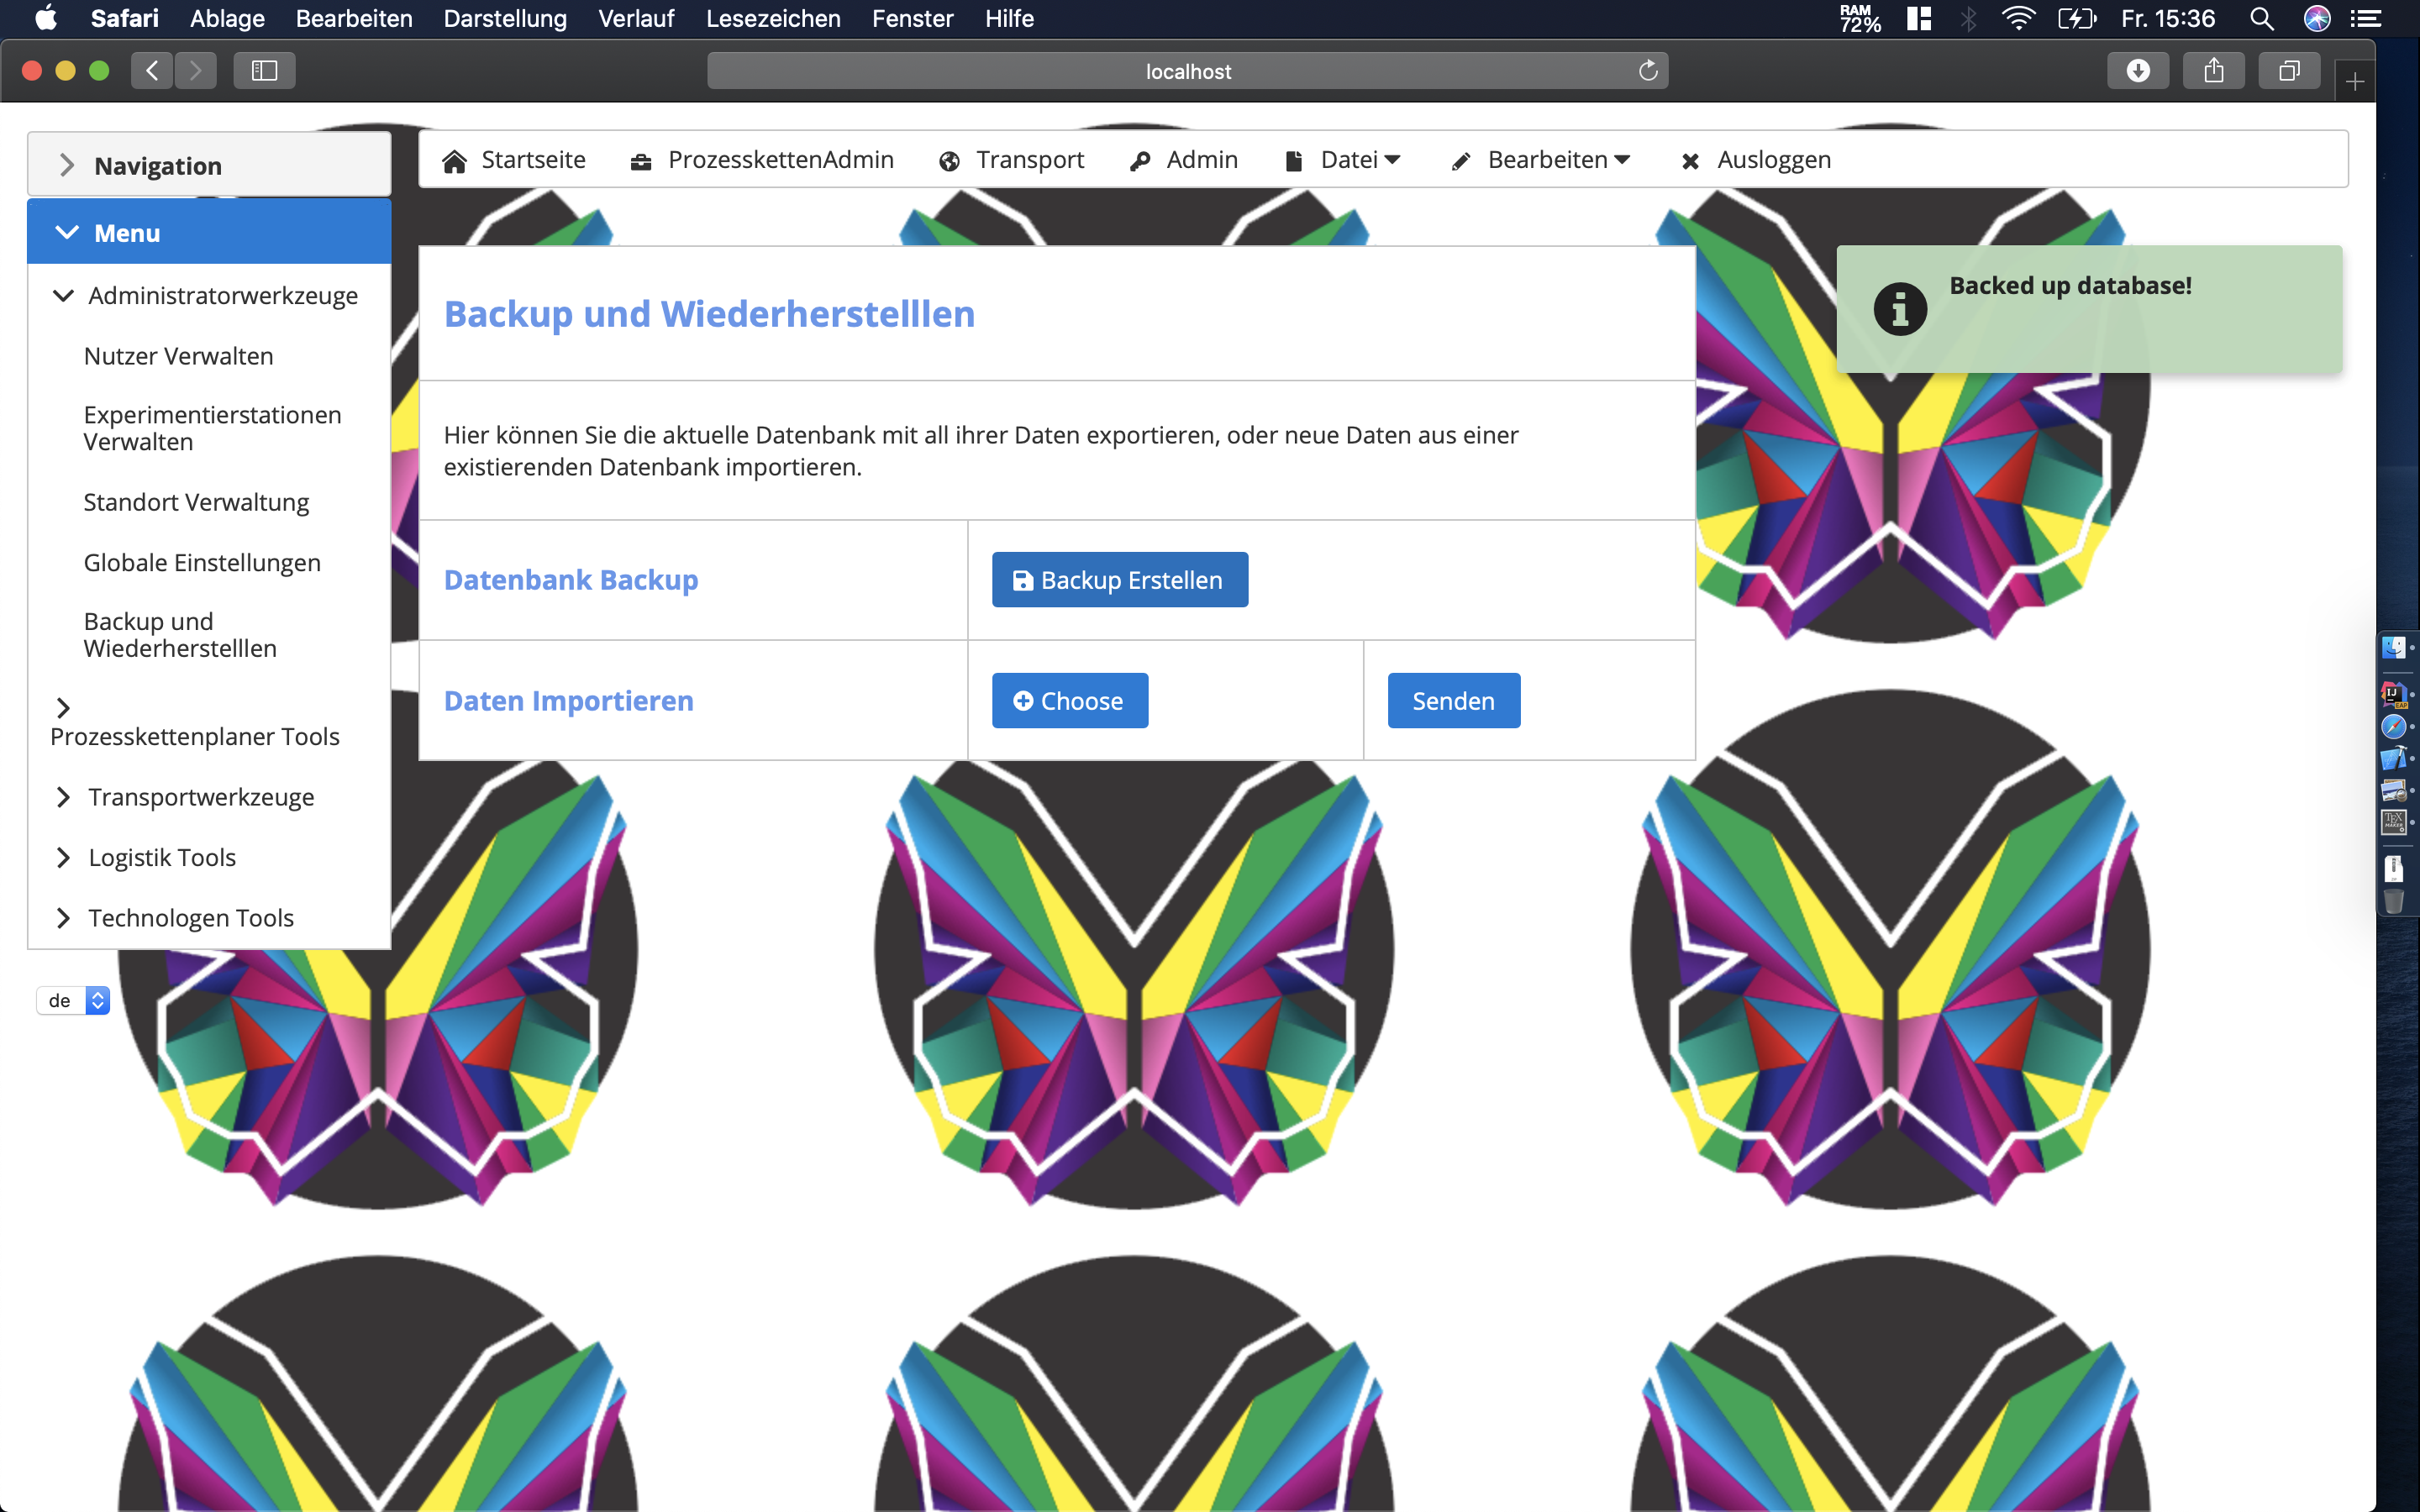 Safari Ablage Bearbeiten Darstellung Verlauf Lesezeichen Fenster Hilfe
RAM
72%
Fr. 15:36
localhost
Navigation
Startseite ProzesskettenAdmin Transport Admin Datei Bearbeiten Ausloggen
Menu
Administratorwerkzeuge
Nutzer Verwalten
Experimentierstationen
Verwalten
Standort Verwaltung
Globale Einstellungen
Backup und
Wiederherstelllen
Prozesskettenplaner Tools
Transportwerkzeuge
Logistik Tools
Technologen Tools
de
Backup und Wiederherstelllen
Hier können Sie die aktuelle Datenbank mit all ihrer Daten exportieren, oder neue Daten aus einer
existierenden Datenbank importieren.
Datenbank Backup
Backup Erstellen
Daten Importieren
Choose
Senden
Backed up database!
IJ
EAP
TEX
MAKER